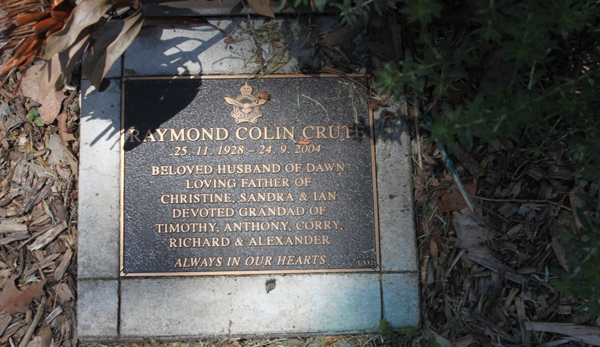 RAYMOND COLIN CRUTE
25. 11. 1928 - 24. 9. 2004
BELOVED HUSBAND OF DAWN
LOVING FATHER OF
CHRISTINE, SANDRA & IAN
DEVOTED GRANDAD OF
TIMOTHY, ANTHONY, CORRY,
RICHARD & ALEXANDER
ALWAYS IN OUR HEARTS